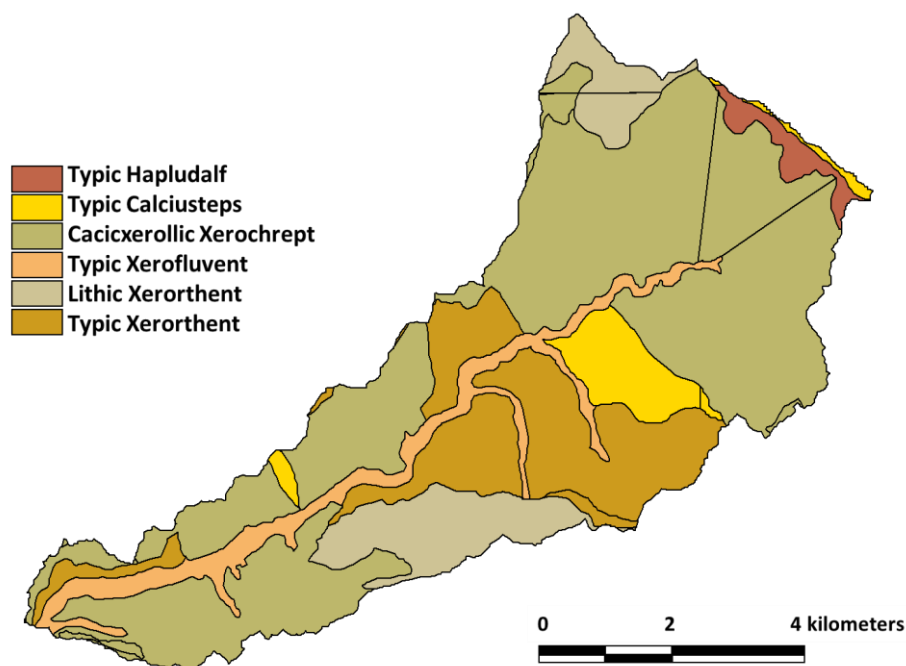 Typic Hapludalf
Typic Calciusteps
Cacicxerollic Xerochrept
Typic Xerofluvent
Lithic Xerorthent
Typic Xerorthent
0 2 4 kilometers